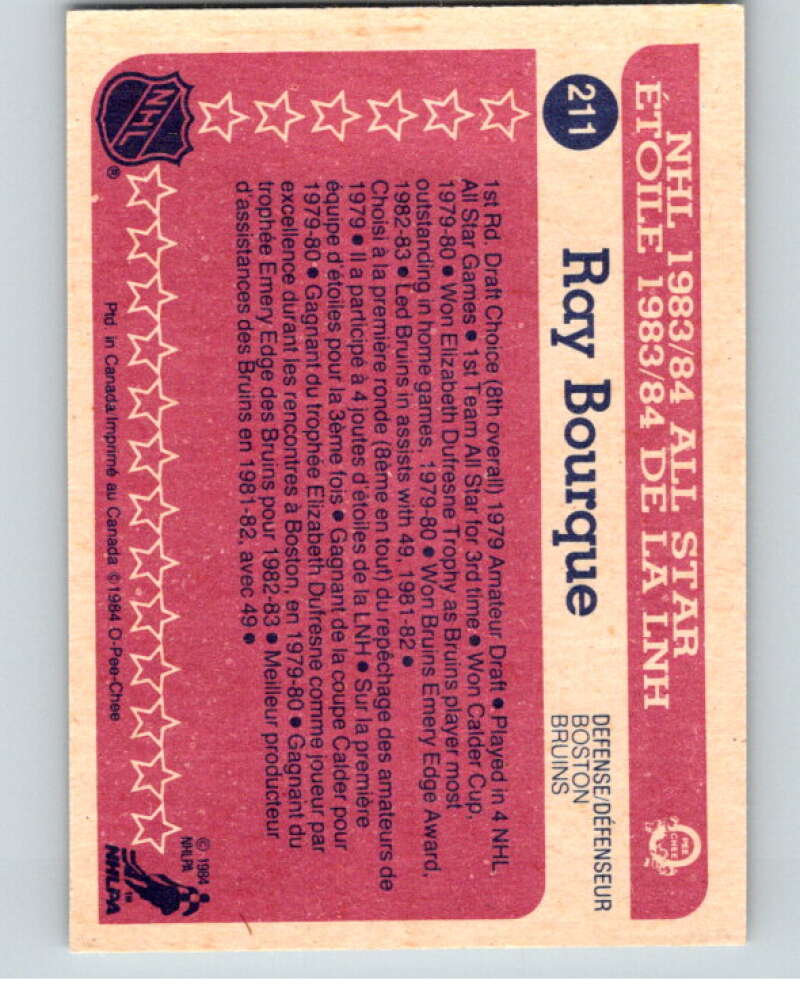 NHL 1983/84 ALL STAR
ÉTOILE 1983/84 DE LA LNH
O PEE CHEE
211
Ray Bourque
DEFENSE/DÉFENSEUR
BOSTON
BRUINS
1st Rd. Draft Choice (8th overall) 1979 Amateur Draft ● Played in 4 NHL
All Star Games ● 1st Team All Star for 3rd time ● Won Calder Cup,
1979-80 ● Won Elizabeth Dufresne Trophy as Bruins player most
outstanding in home games, 1979-80 ● Won Bruins Emery Edge Award,
1982-83 ● Led Bruins in assists with 49, 1981-82 ●
Choisi à la première ronde (8ème en tout) du repêchage des amateurs de
1979 ● Il a participé à 4 joutes d'étoiles de la LNH ● Sur la première
équipe d'étoiles pour la 3ème fois ● Gagnant de la coupe Calder pour
1979-80 ● Gagnant du trophée Elizabeth Dufresne comme joueur par
excellence durant les rencontres à Boston, en 1979-80 ● Gagnant du
trophée Emery Edge des Bruins pour 1982-83 ● Meilleur producteur
d'assistances des Bruins en 1981-82, avec 49 ●
NHL
®
Ptd. in Canada.Imprimé au Canada ©1984 O-Pee-Chee
© 1984
NHLPA
NHLPA™